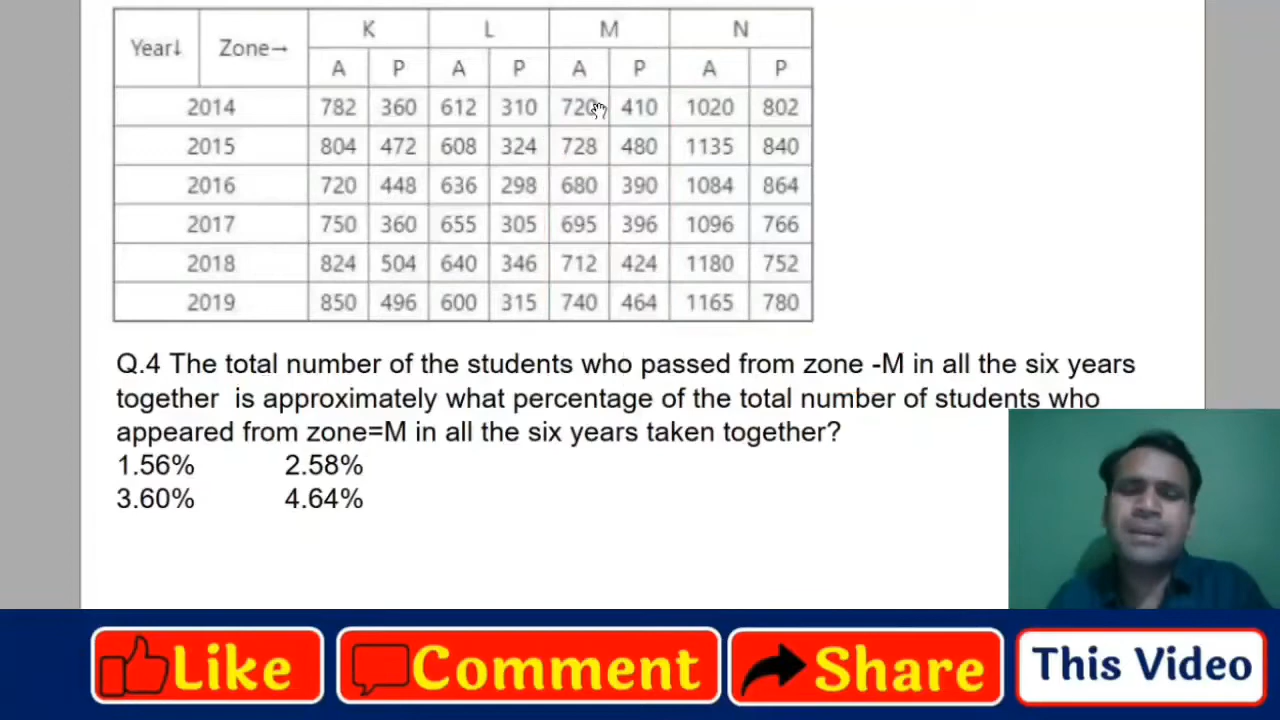 Year↓ Zone→ K L M N
A P A P A P A P
2014 782 360 612 310 720 410 1020 802
2015 804 472 608 324 728 480 1135 840
2016 720 448 636 298 680 390 1084 864
2017 750 360 655 305 695 396 1096 766
2018 824 504 640 346 712 424 1180 752
2019 850 496 600 315 740 464 1165 780
Q.4 The total number of the students who passed from zone -M in all the six years
together is approximately what percentage of the total number of students who
appeared from zone=M in all the six years taken together?
1.56% 2.58%
3.60% 4.64%
Like Comment Share This Video